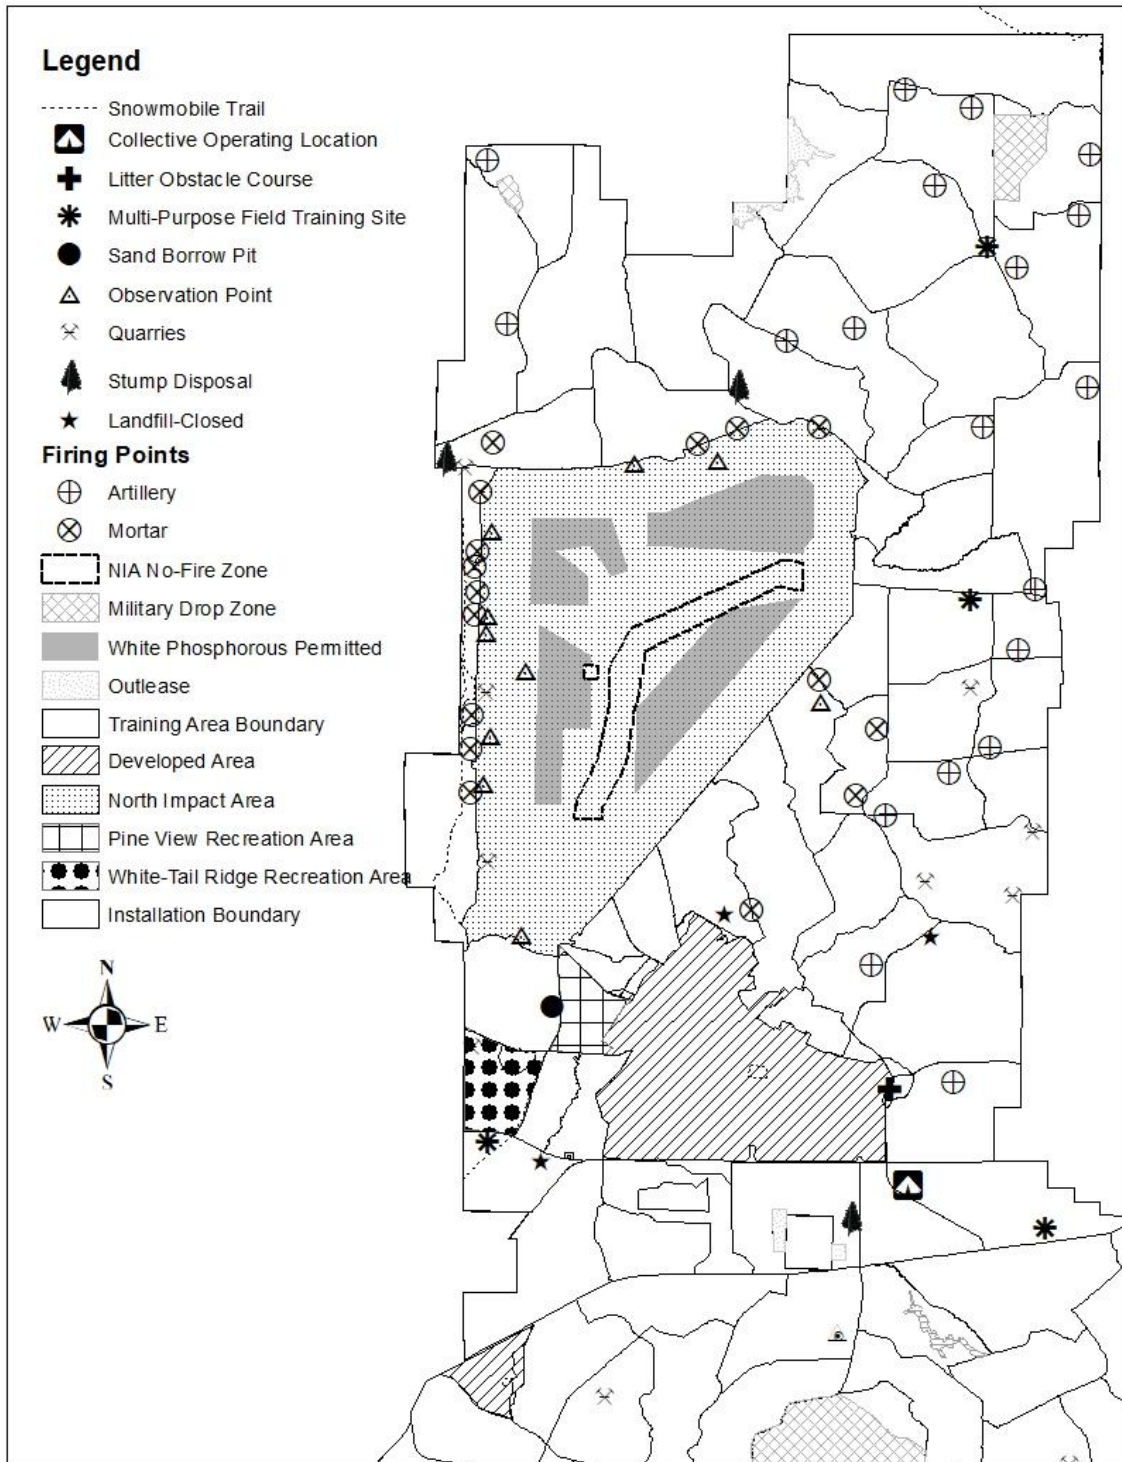 Legend
Snowmobile Trail
Collective Operating Location
Litter Obstacle Course
Multi-Purpose Field Training Site
Sand Borrow Pit
Observation Point
Quarries
Stump Disposal
Landfill-Closed
Firing Points
Artillery
Mortar
NIA No-Fire Zone
Military Drop Zone
White Phosphorous Permitted
Outlease
Training Area Boundary
Developed Area
North Impact Area
Pine View Recreation Area
White-Tail Ridge Recreation Area
Installation Boundary
N
W E
S